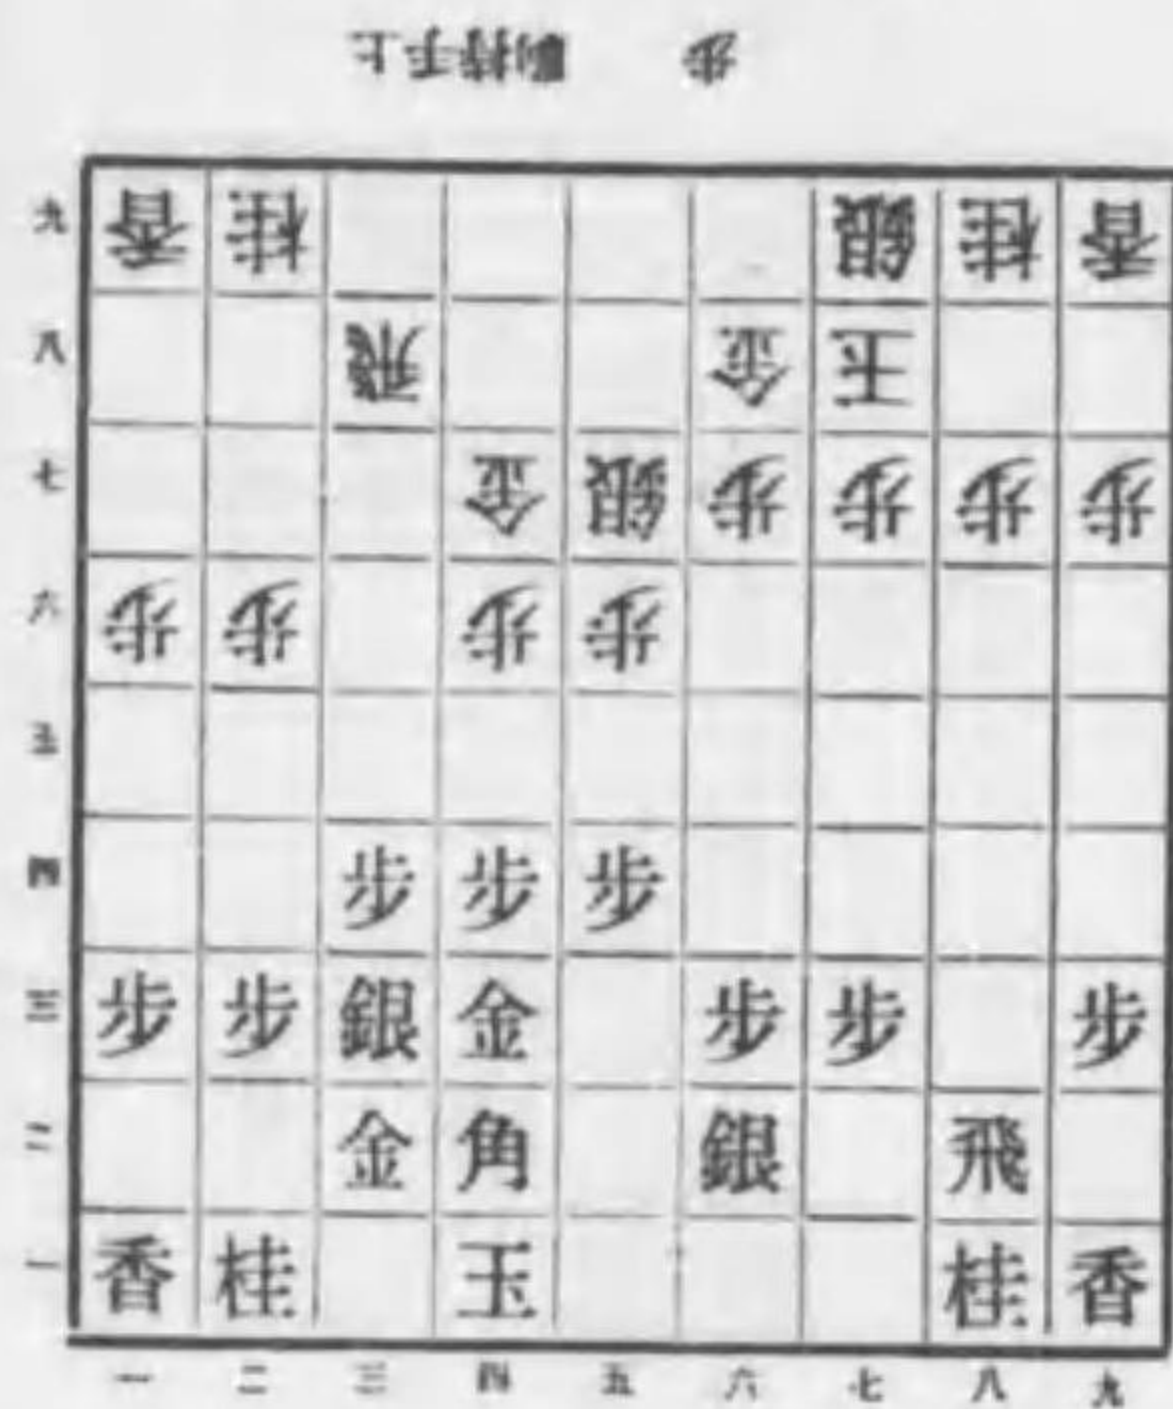 上手持駒 歩
九 香 桂 銀 桂 香
八 飛 金 玉
七 金 銀 歩 歩 歩 歩
六 歩 歩 歩 歩
五
四 歩 歩 歩
三 歩 歩 銀 金 歩 歩 歩
二 金 角 銀 飛
一 香 桂 玉 桂 香
一 二 三 四 五 六 七 八 九